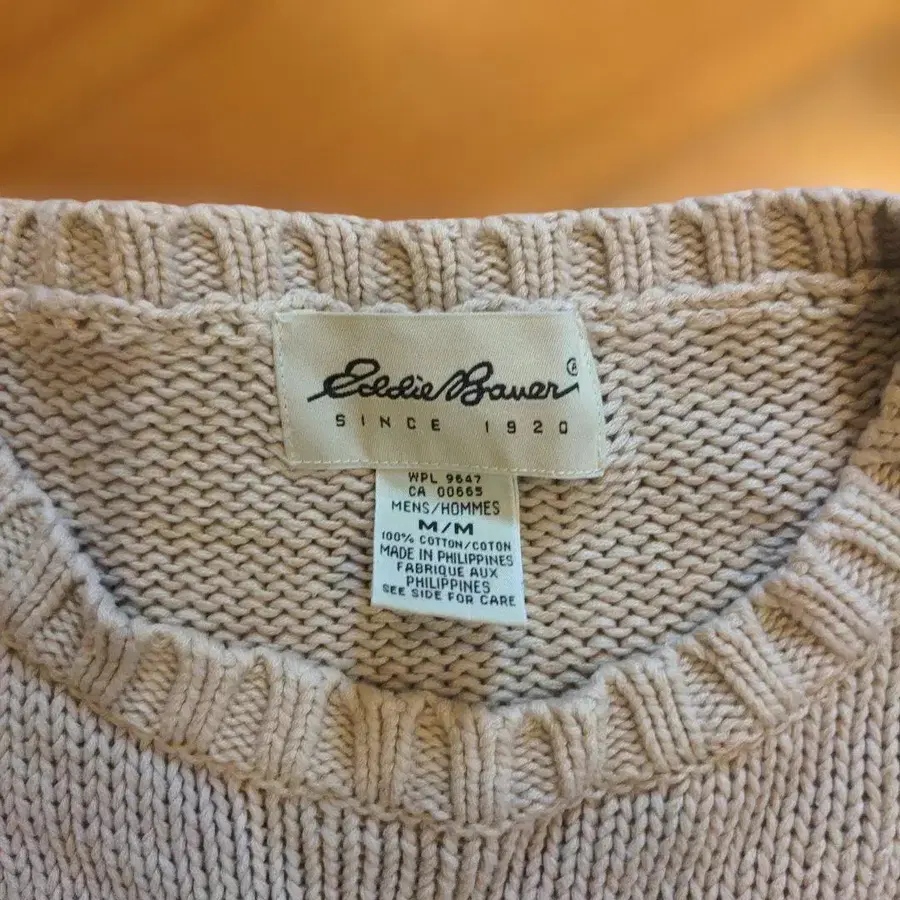 Eddie Bauer®
SINCE 1920
WPL 9647
CA 00665
MENS/HOMMES
M/M
100% COTTON/COTON
MADE IN PHILIPPINES
FABRIQUE AUX
PHILIPPINES
SEE SIDE FOR CARE